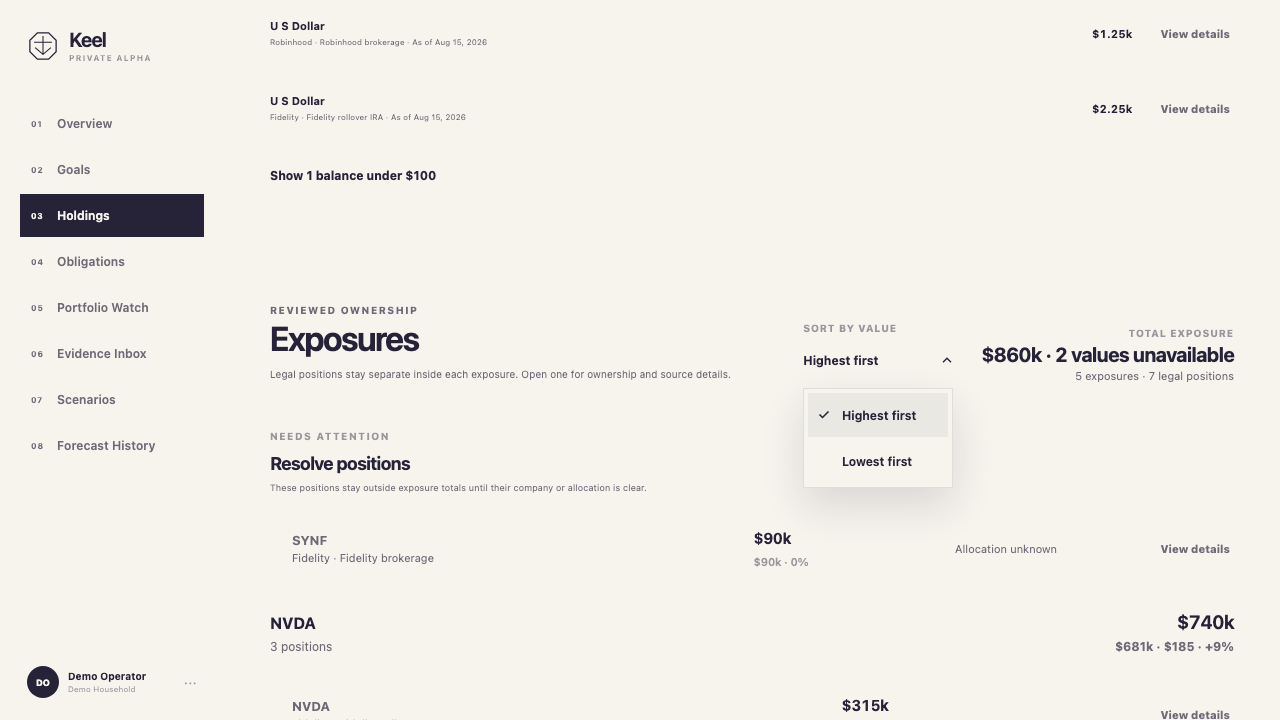 Keel
PRIVATE ALPHA
01 Overview
02 Goals
03 Holdings
04 Obligations
05 Portfolio Watch
06 Evidence Inbox
07 Scenarios
08 Forecast History
DO
Demo Operator
Demo Household
...
U S Dollar
Robinhood · Robinhood brokerage · As of Aug 15, 2026
$1.25k
View details
U S Dollar
Fidelity · Fidelity rollover IRA · As of Aug 15, 2026
$2.25k
View details
Show 1 balance under $100
REVIEWED OWNERSHIP
Exposures
Legal positions stay separate inside each exposure. Open one for ownership and source details.
SORT BY VALUE
Highest first
Highest first
Lowest first
TOTAL EXPOSURE
$860k · 2 values unavailable
5 exposures · 7 legal positions
NEEDS ATTENTION
Resolve positions
These positions stay outside exposure totals until their company or allocation is clear.
SYNF
Fidelity · Fidelity brokerage
$90k
$90k · 0%
Allocation unknown
View details
NVDA
3 positions
$740k
$681k · $185 · +9%
NVDA
$315k
View details